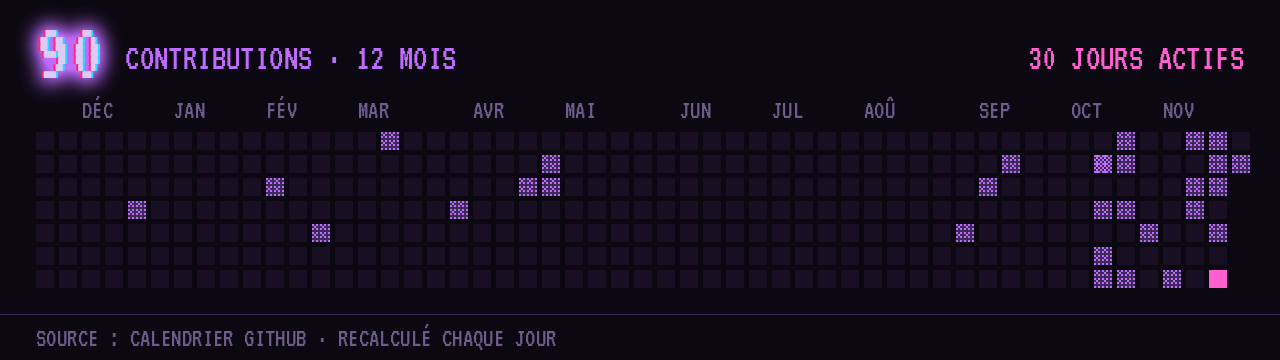 90 CONTRIBUTIONS · 12 MOIS
30 JOURS ACTIFS
DÉC JAN FÉV MAR AVR MAI JUN JUL AOÛ SEP OCT NOV
SOURCE : CALENDRIER GITHUB · RECALCULÉ CHAQUE JOUR